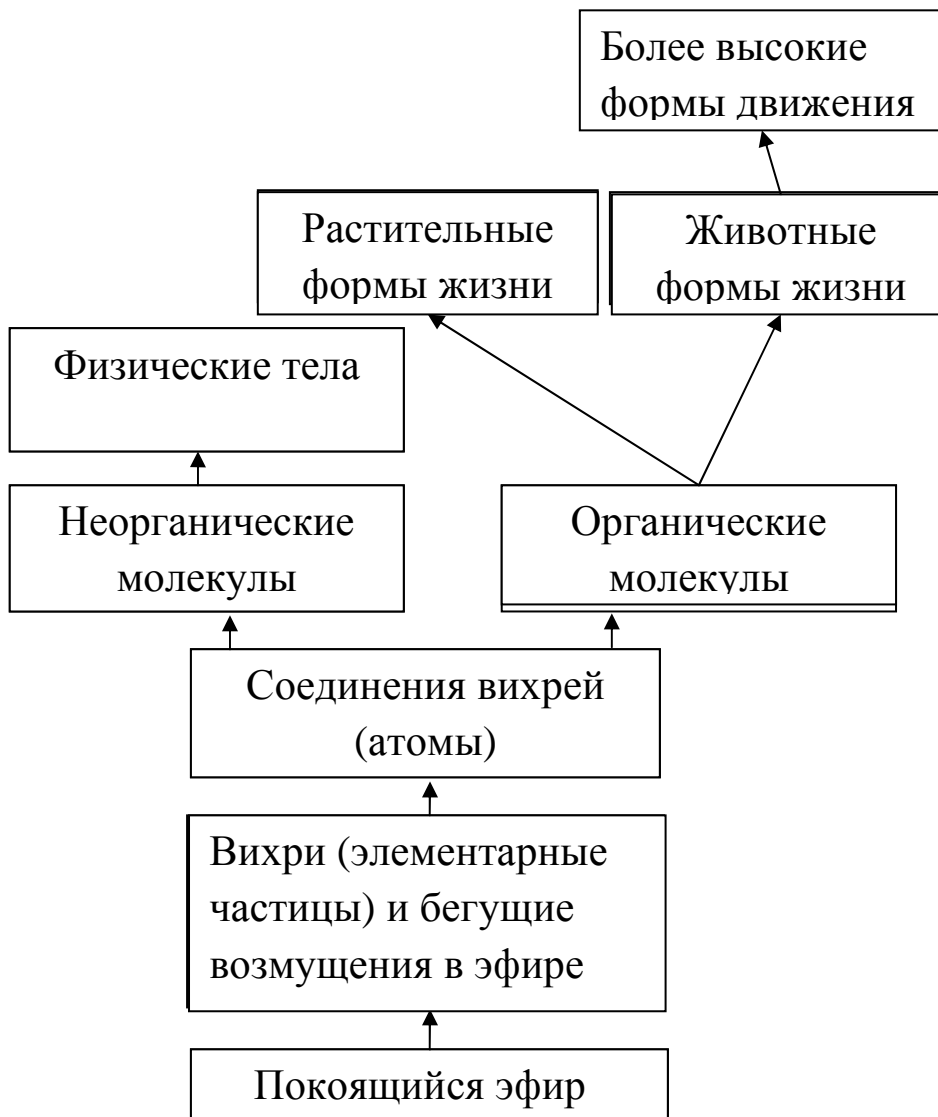 Более высокие
формы движения
Растительные
формы жизни
Животные
формы жизни
Физические тела
Неорганические
молекулы
Органические
молекулы
Соединения вихрей
(атомы)
Вихри (элементарные
частицы) и бегущие
возмущения в эфире
Покоящийся эфир